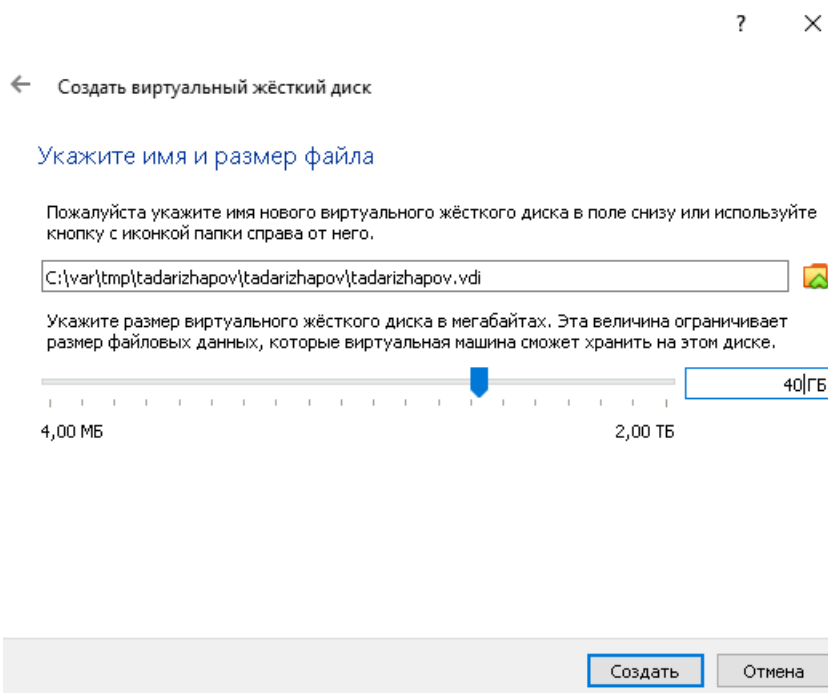 ?
Создать виртуальный жёсткий диск
Укажите имя и размер файла
Пожалуйста укажите имя нового виртуального жёсткого диска в поле снизу или используйте
кнопку с иконкой папки справа от него.
C:\var\tmp\tadarizhapov\tadarizhapov\tadarizhapov.vdi
Укажите размер виртуального жёсткого диска в мегабайтах. Эта величина ограничивает
размер файловых данных, которые виртуальная машина сможет хранить на этом диске.
40 ГБ
4,00 МБ 2,00 ТБ
Создать Отмена